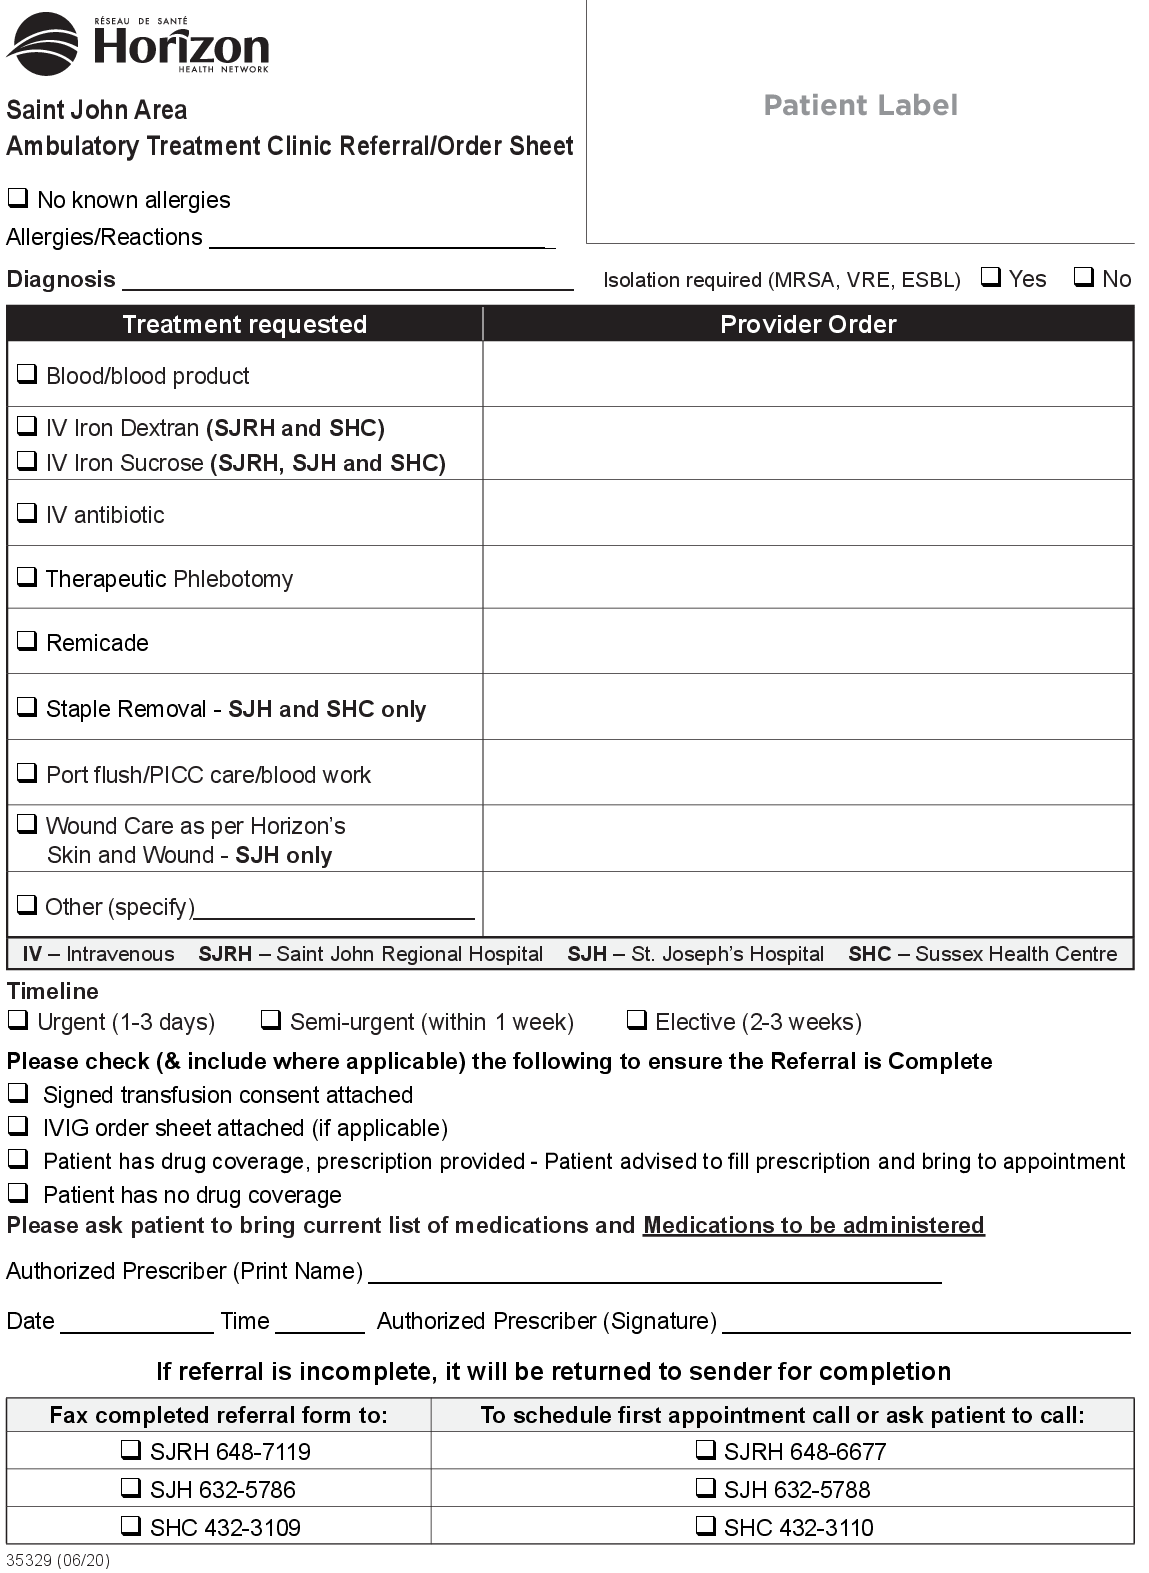 RÉSEAU DE SANTÉ
Horizon
HEALTH NETWORK
Patient Label
Saint John Area
Ambulatory Treatment Clinic Referral/Order Sheet
❏ No known allergies
Allergies/Reactions
Diagnosis
Isolation required (MRSA, VRE, ESBL) ❏ Yes ❏ No
Treatment requested Provider Order
❏ Blood/blood product
❏ IV Iron Dextran (SJRH and SHC)
❏ IV Iron Sucrose (SJRH, SJH and SHC)
❏ IV antibiotic
❏ Therapeutic Phlebotomy
❏ Remicade
❏ Staple Removal - SJH and SHC only
❏ Port flush/PICC care/blood work
❏ Wound Care as per Horizon's
Skin and Wound - SJH only
❏ Other (specify)
IV – Intravenous SJRH – Saint John Regional Hospital SJH – St. Joseph's Hospital SHC – Sussex Health Centre
Timeline
❏ Urgent (1-3 days) ❏ Semi-urgent (within 1 week) ❏ Elective (2-3 weeks)
Please check (& include where applicable) the following to ensure the Referral is Complete
❏ Signed transfusion consent attached
❏ IVIG order sheet attached (if applicable)
❏ Patient has drug coverage, prescription provided - Patient advised to fill prescription and bring to appointment
❏ Patient has no drug coverage
Please ask patient to bring current list of medications and Medications to be administered
Authorized Prescriber (Print Name)
Date Time Authorized Prescriber (Signature)
If referral is incomplete, it will be returned to sender for completion
Fax completed referral form to: To schedule first appointment call or ask patient to call:
❏ SJRH 648-7119 ❏ SJRH 648-6677
❏ SJH 632-5786 ❏ SJH 632-5788
❏ SHC 432-3109 ❏ SHC 432-3110
35329 (06/20)